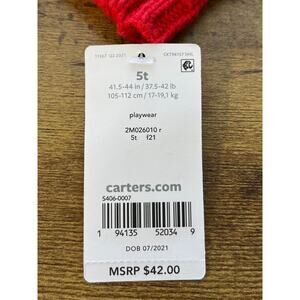 5t
41.5-44 in / 37.5-42 lb
105-112 cm / 17-19,1 kg
playwear
2M026010 r
5t f21
carters.com
5406-0007
1 94135 52034 9
DOB 07/2021
MSRP $42.00